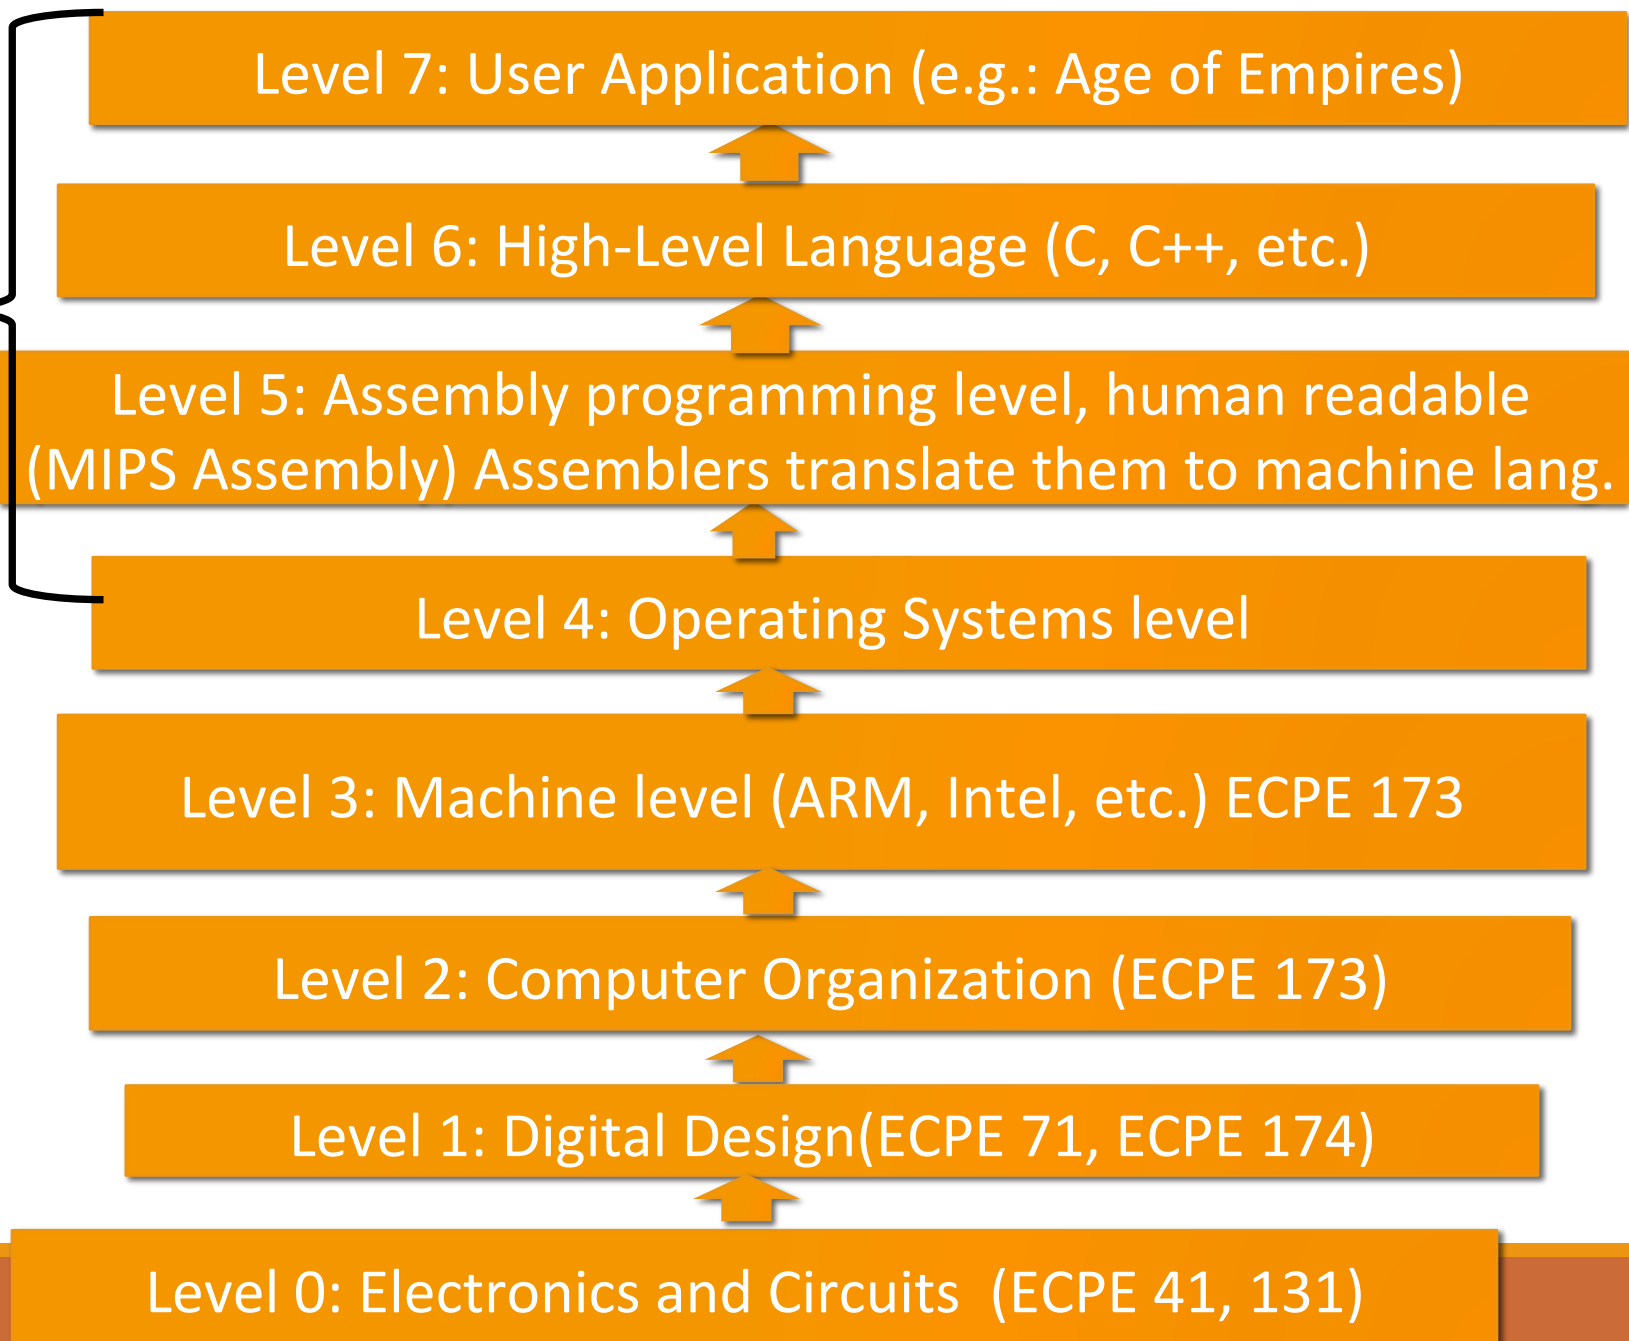 Level 7: User Application (e.g.: Age of Empires)
Level 6: High-Level Language (C, C++, etc.)
Level 5: Assembly programming level, human readable
(MIPS Assembly) Assemblers translate them to machine lang.
Level 4: Operating Systems level
Level 3: Machine level (ARM, Intel, etc.) ECPE 173
Level 2: Computer Organization (ECPE 173)
Level 1: Digital Design(ECPE 71, ECPE 174)
Level 0: Electronics and Circuits (ECPE 41, 131)